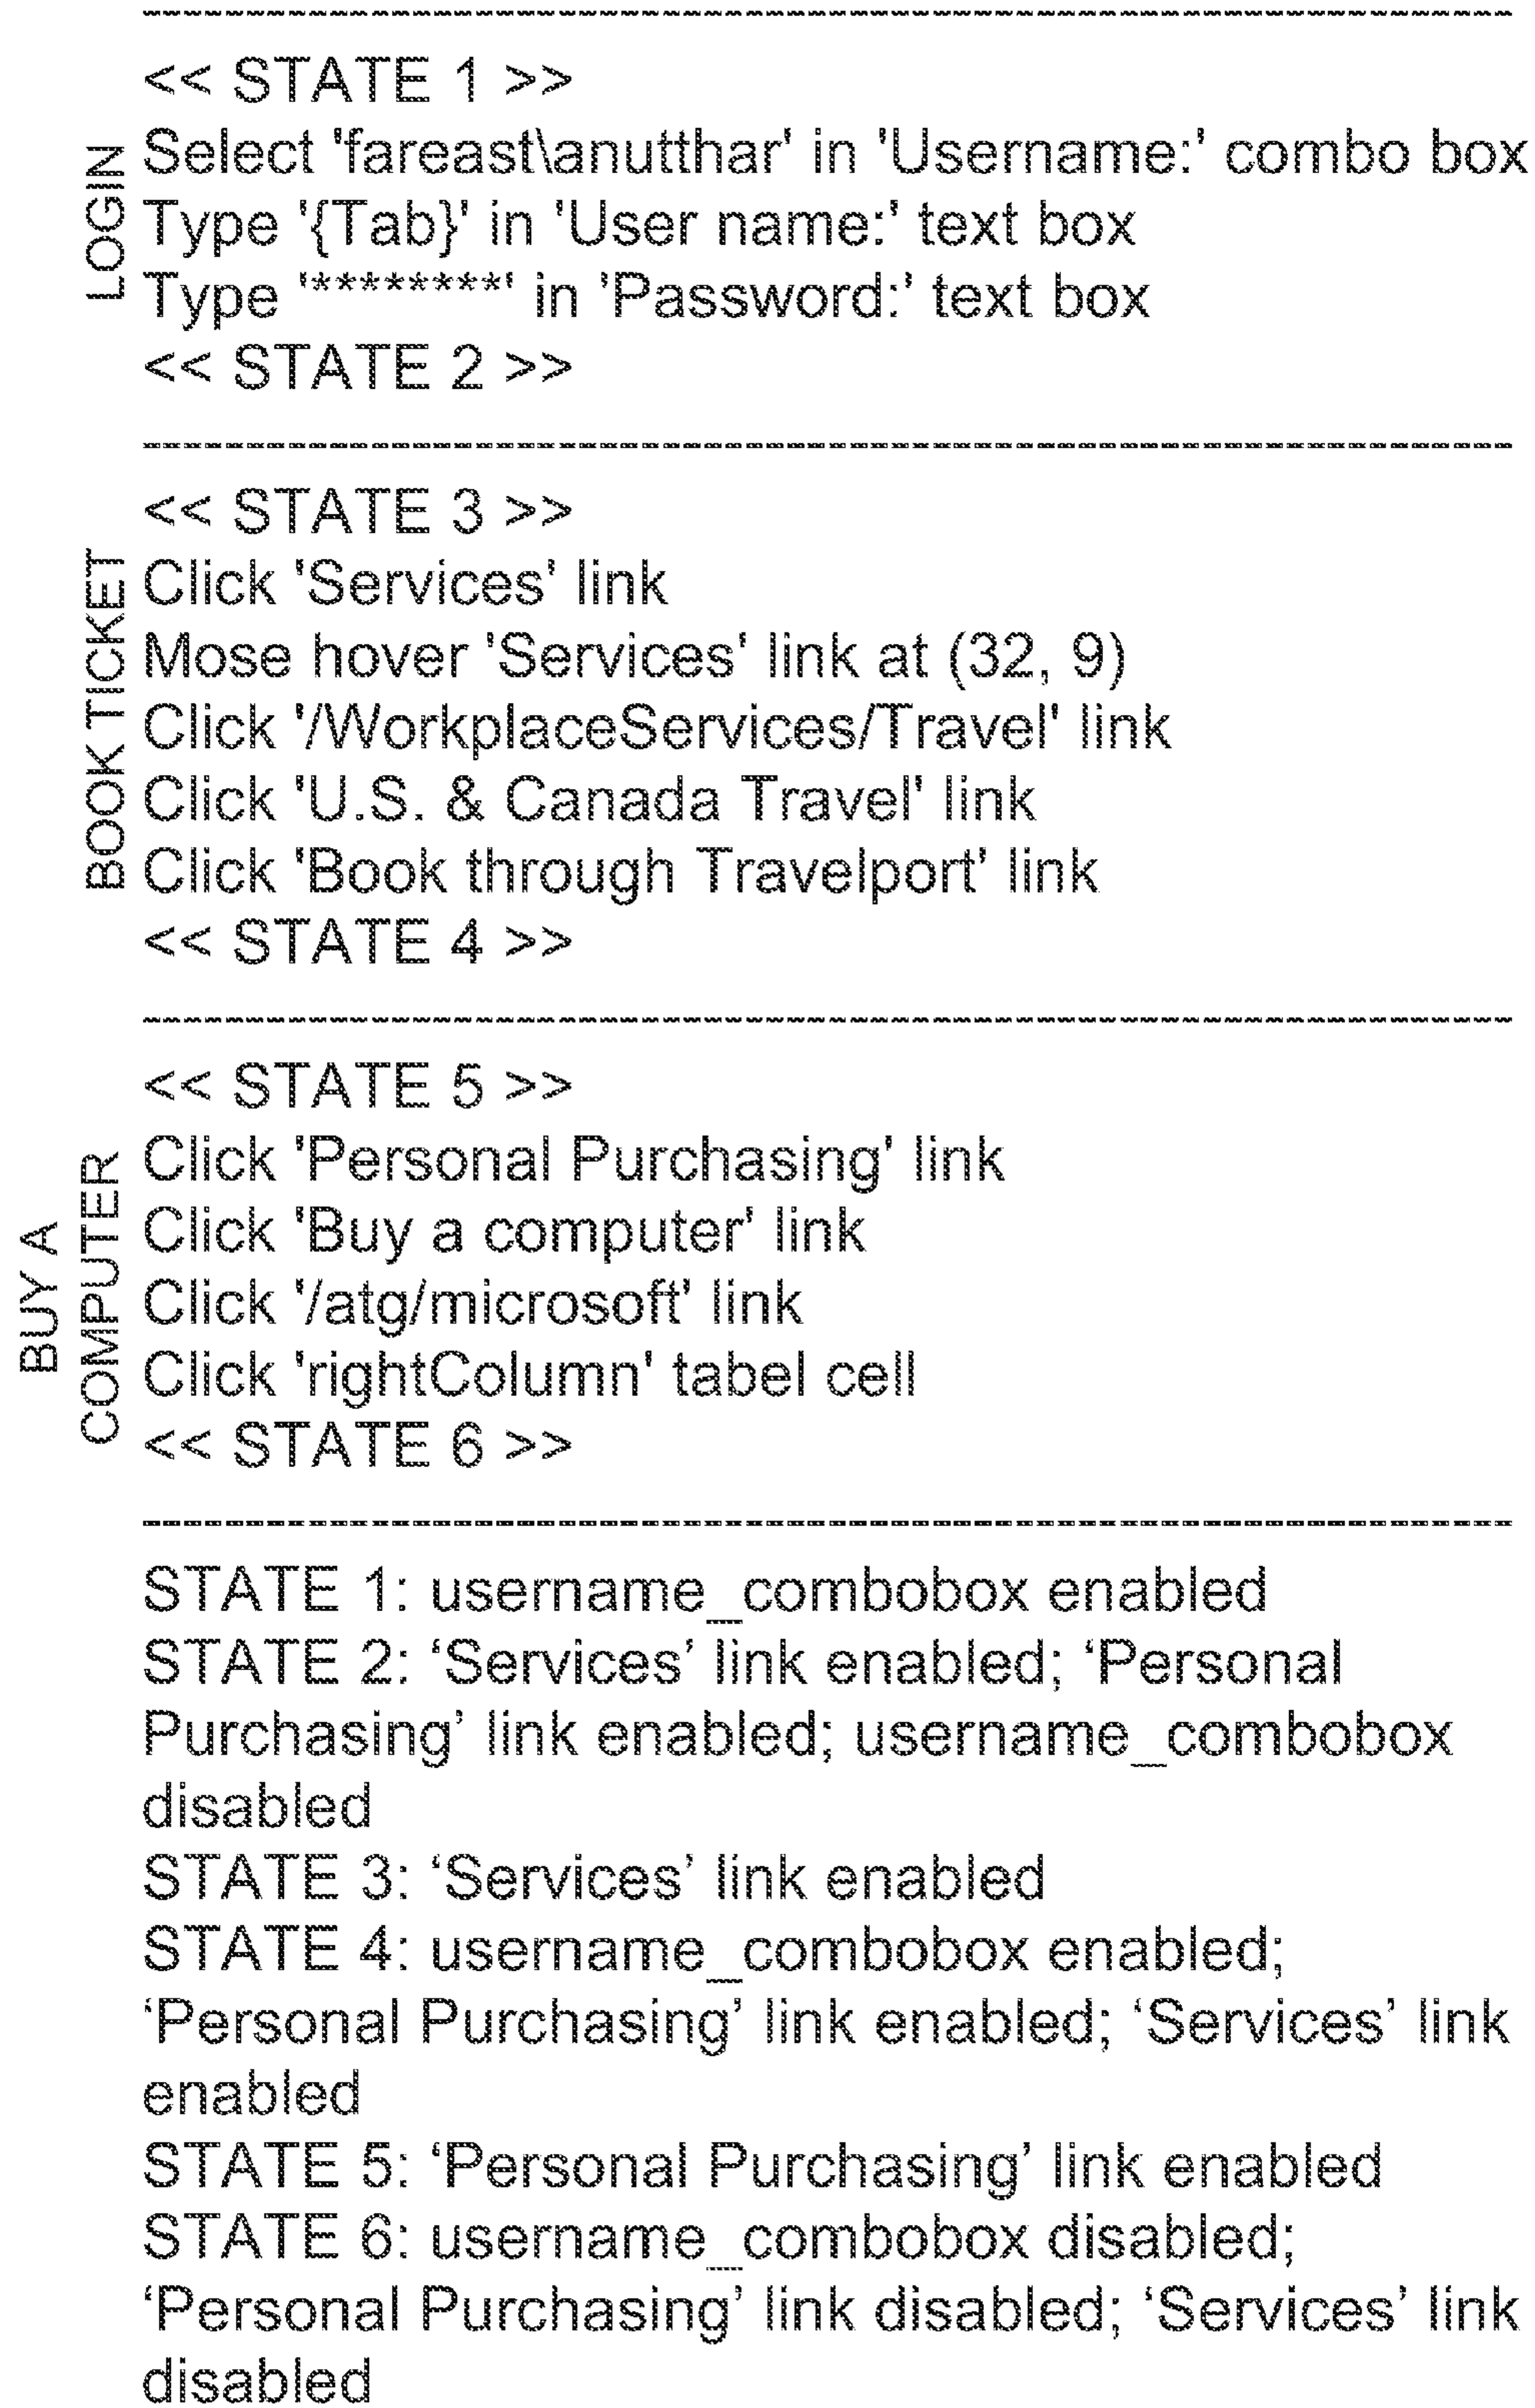 << STATE 1 >>
LOGIN
Select 'fareast\anutthar' in 'Username:' combo box
Type '{Tab}' in 'User name:' text box
Type '********' in 'Password:' text box
<< STATE 2 >>
<< STATE 3 >>
BOOK TICKET
Click 'Services' link
Mose hover 'Services' link at (32, 9)
Click '/WorkplaceServices/Travel' link
Click 'U.S. & Canada Travel' link
Click 'Book through Travelport' link
<< STATE 4 >>
<< STATE 5 >>
BUY A
COMPUTER
Click 'Personal Purchasing' link
Click 'Buy a computer' link
Click '/atg/microsoft' link
Click 'rightColumn' tabel cell
<< STATE 6 >>
STATE 1: username_combobox enabled
STATE 2: ‘Services’ link enabled; ‘Personal
Purchasing’ link enabled; username_combobox
disabled
STATE 3: ‘Services’ link enabled
STATE 4: username_combobox enabled;
‘Personal Purchasing’ link enabled; ‘Services’ link
enabled
STATE 5: ‘Personal Purchasing’ link enabled
STATE 6: username_combobox disabled;
‘Personal Purchasing’ link disabled; ‘Services’ link
disabled